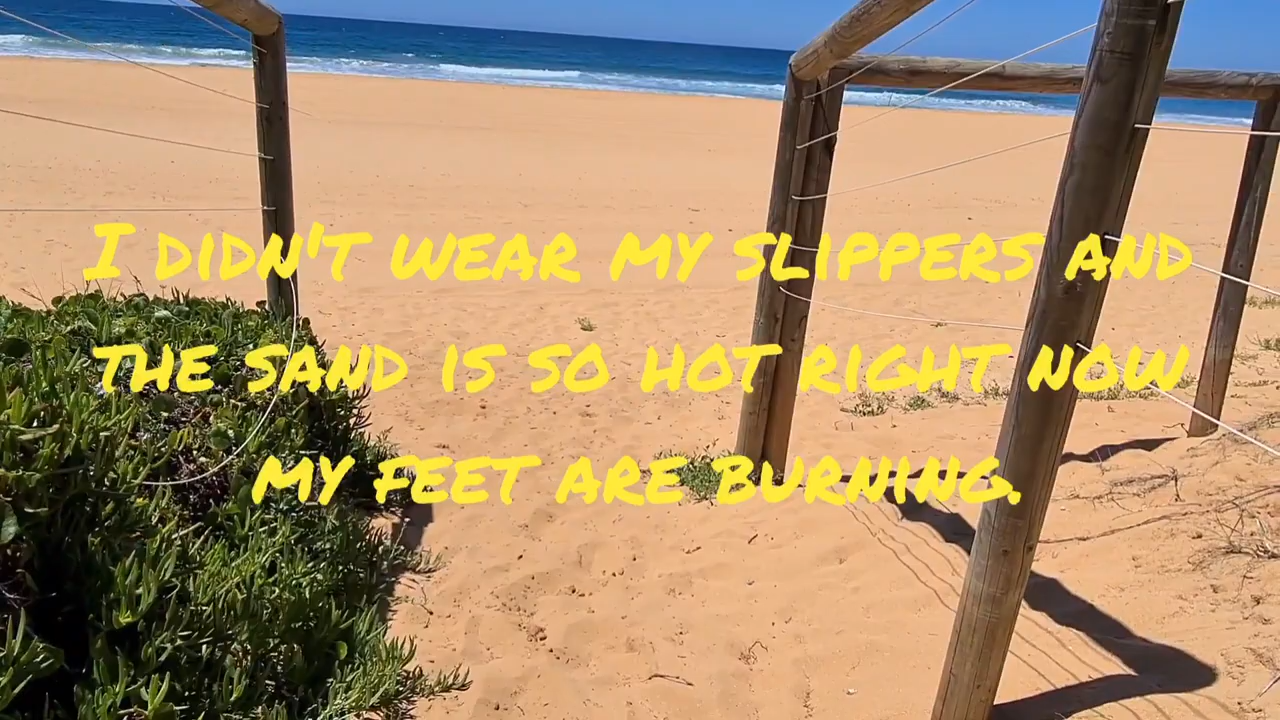 I DIDN'T WEAR MY SLIPPERS AND
THE SAND IS SO HOT RIGHT NOW
MY FEET ARE BURNING.